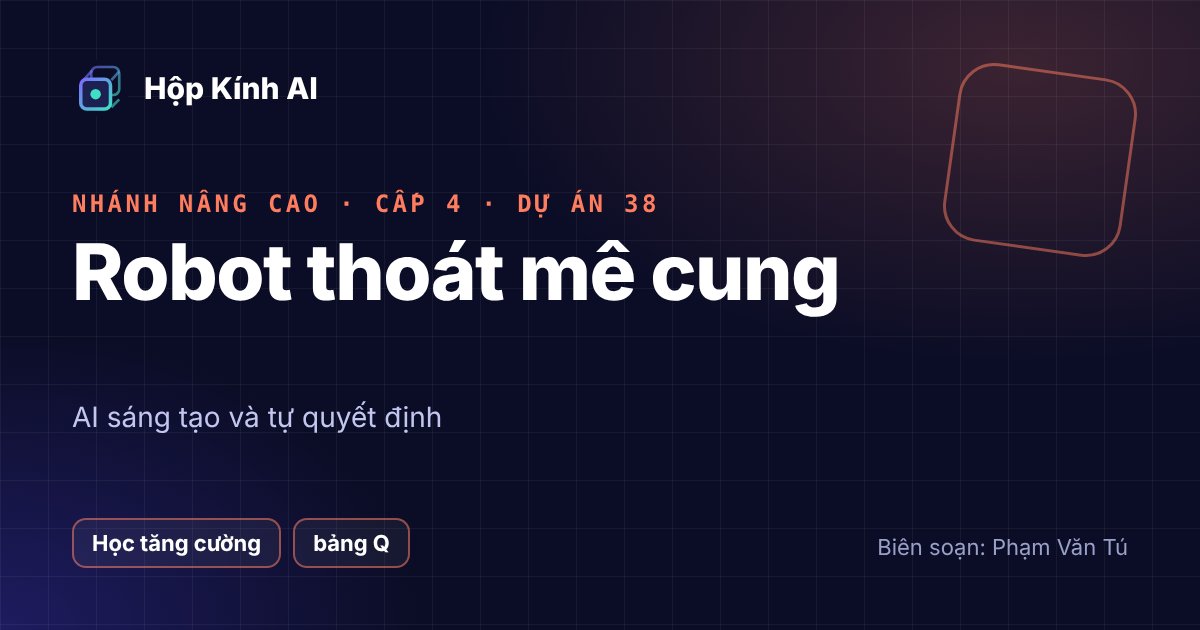 Hộp Kính AI
NHÁNH NÂNG CAO · CẤP 4 · DỰ ÁN 38
Robot thoát mê cung
AI sáng tạo và tự quyết định
Học tăng cường
bảng Q
Biên soạn: Phạm Văn Tú